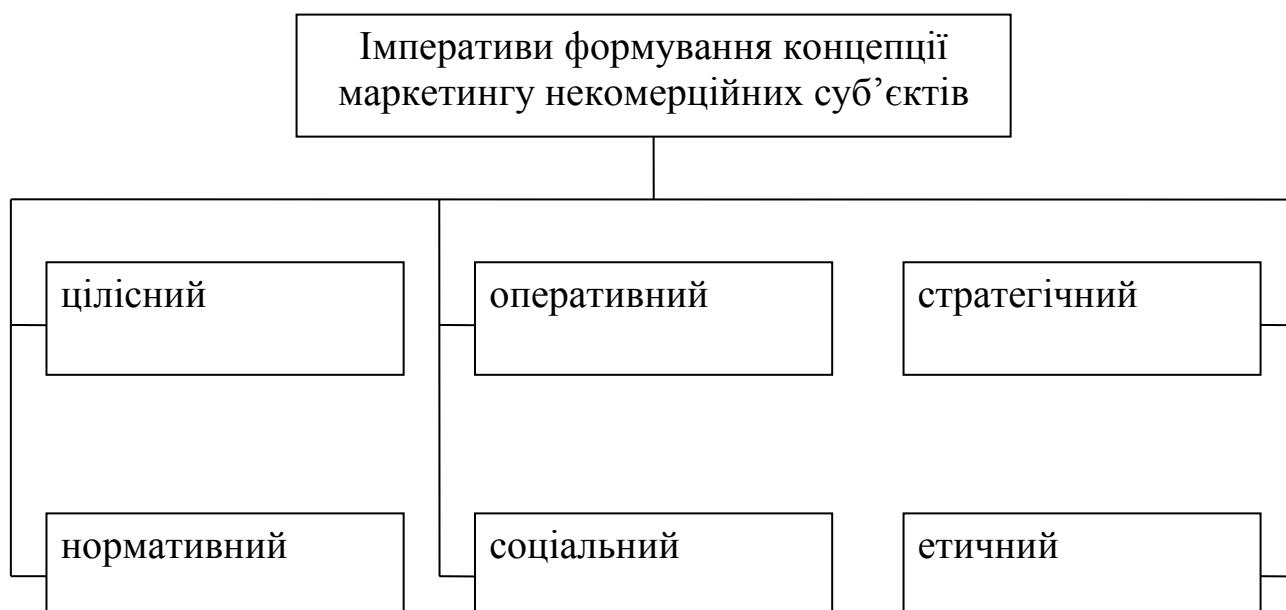 Імперативи формування концепції
маркетингу некомерційних суб’єктів
цілісний
оперативний
стратегічний
нормативний
соціальний
етичний